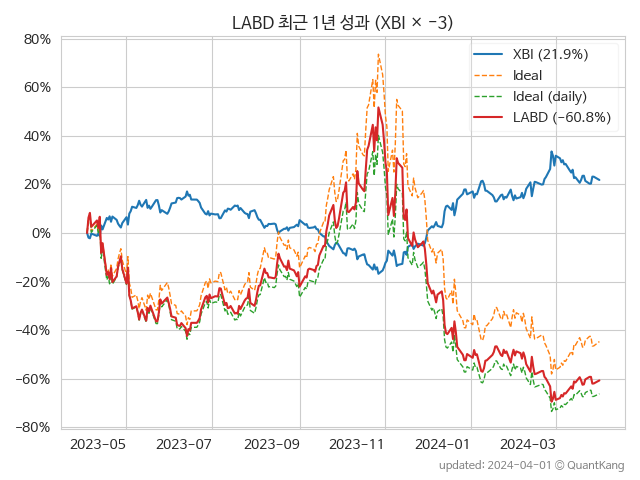 LABD 최근 1년 성과 (XBI × −3)
80%
60%
40%
20%
0%
−20%
−40%
−60%
−80%
XBI (21.9%)
Ideal
Ideal (daily)
LABD (−60.8%)
2023-05
2023-07
2023-09
2023-11
2024-01
2024-03
updated: 2024-04-01 © QuantKang